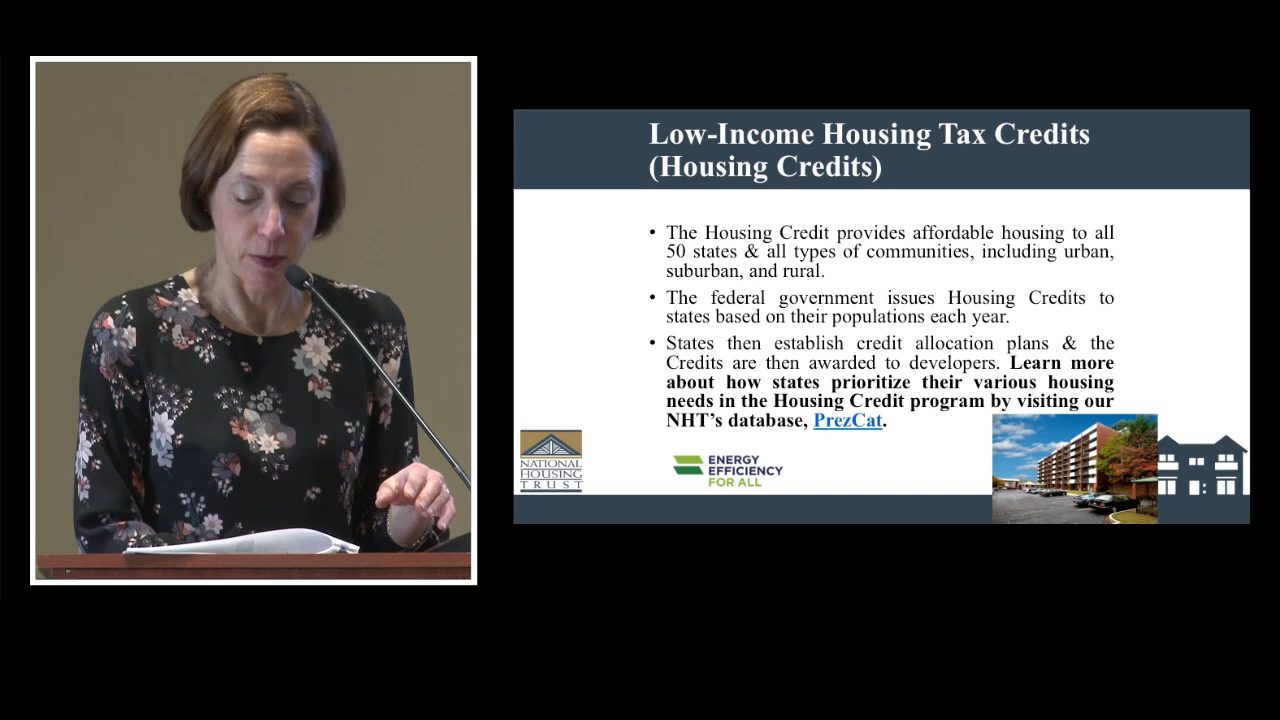 Low-Income Housing Tax Credits
(Housing Credits)
• The Housing Credit provides affordable housing to all
50 states & all types of communities, including urban,
suburban, and rural.
• The federal government issues Housing Credits to
states based on their populations each year.
• States then establish credit allocation plans & the
Credits are then awarded to developers. Learn more
about how states prioritize their various housing
needs in the Housing Credit program by visiting our
NHT’s database, PrezCat.
NATIONAL
HOUSING
TRUST
ENERGY
EFFICIENCY
FOR ALL